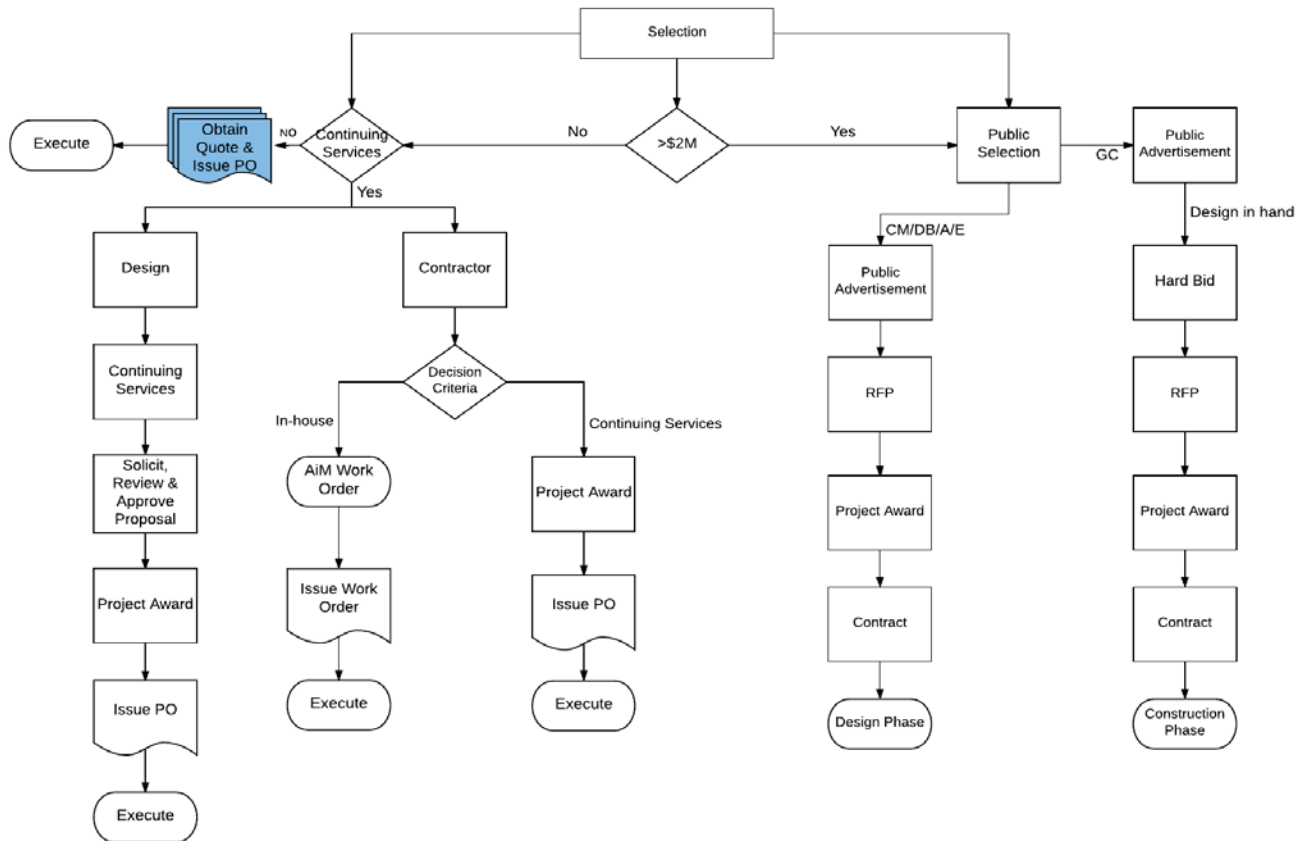 Selection
Execute
Obtain
Quote &
Issue PO
NO
Continuing
Services
No
>$2M
Yes
Public
Selection
GC
Public
Advertisement
Yes
Design in hand
CM/DB/A/E
Design
Contractor
Public
Advertisement
Hard Bid
Continuing
Services
Decision
Criteria
RFP
RFP
In-house
Continuing Services
Solicit,
Review &
Approve
Proposal
AiM Work
Order
Project Award
Project Award
Project Award
Project Award
Issue Work
Order
Issue PO
Contract
Contract
Issue PO
Execute
Execute
Design Phase
Construction
Phase
Execute